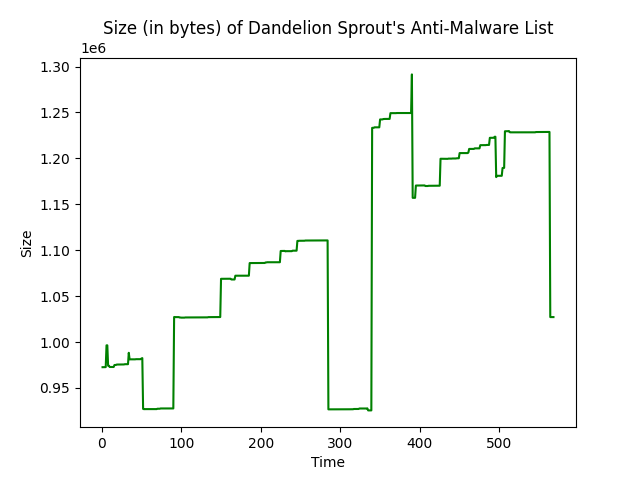 Size (in bytes) of Dandelion Sprout's Anti-Malware List
1e6
1.30
1.25
1.20
1.15
1.10
1.05
1.00
0.95
Size
0 100 200 300 400 500
Time